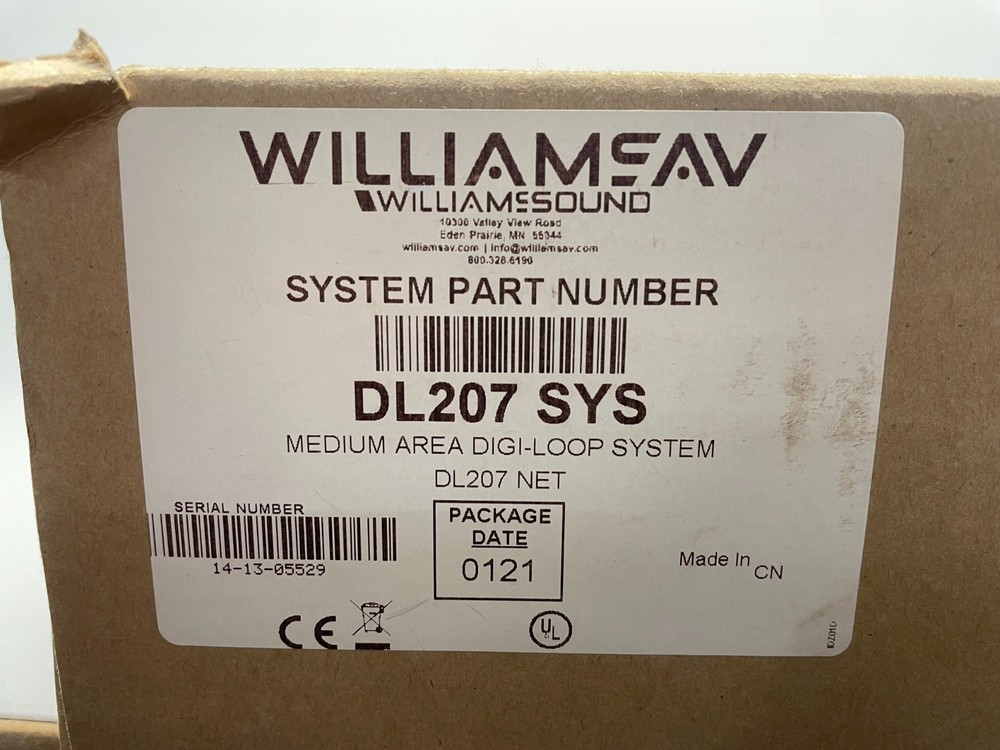 WILLIAMSAV
WILLIAMSSOUND
10300 Valley View Road
Eden Prairie, MN 55344
williamsav.com | info@williamsav.com
800.328.6190
SYSTEM PART NUMBER
DL207 SYS
MEDIUM AREA DIGI-LOOP SYSTEM
DL207 NET
SERIAL NUMBER
14-13-05529
PACKAGE
DATE
0121
Made In CN
CE
UL